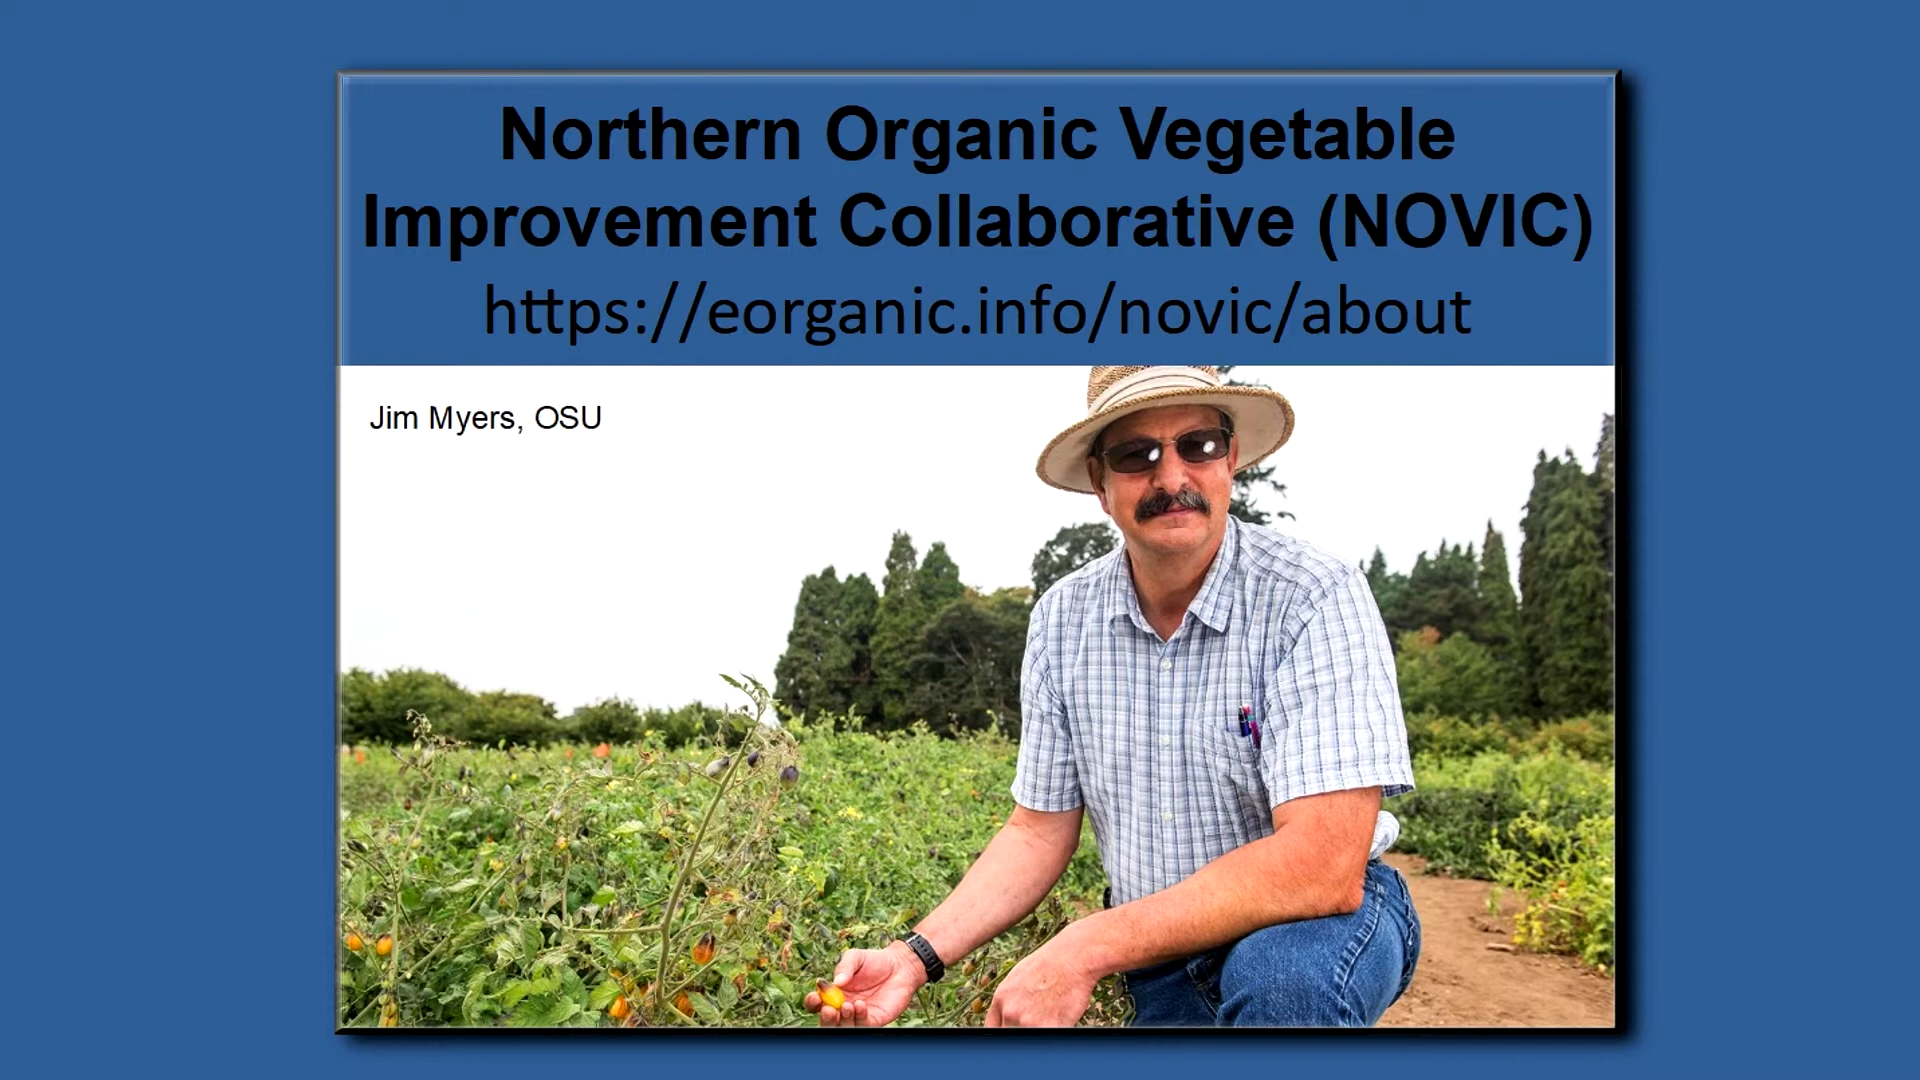 Northern Organic Vegetable
Improvement Collaborative (NOVIC)
https://eorganic.info/novic/about
Jim Myers, OSU